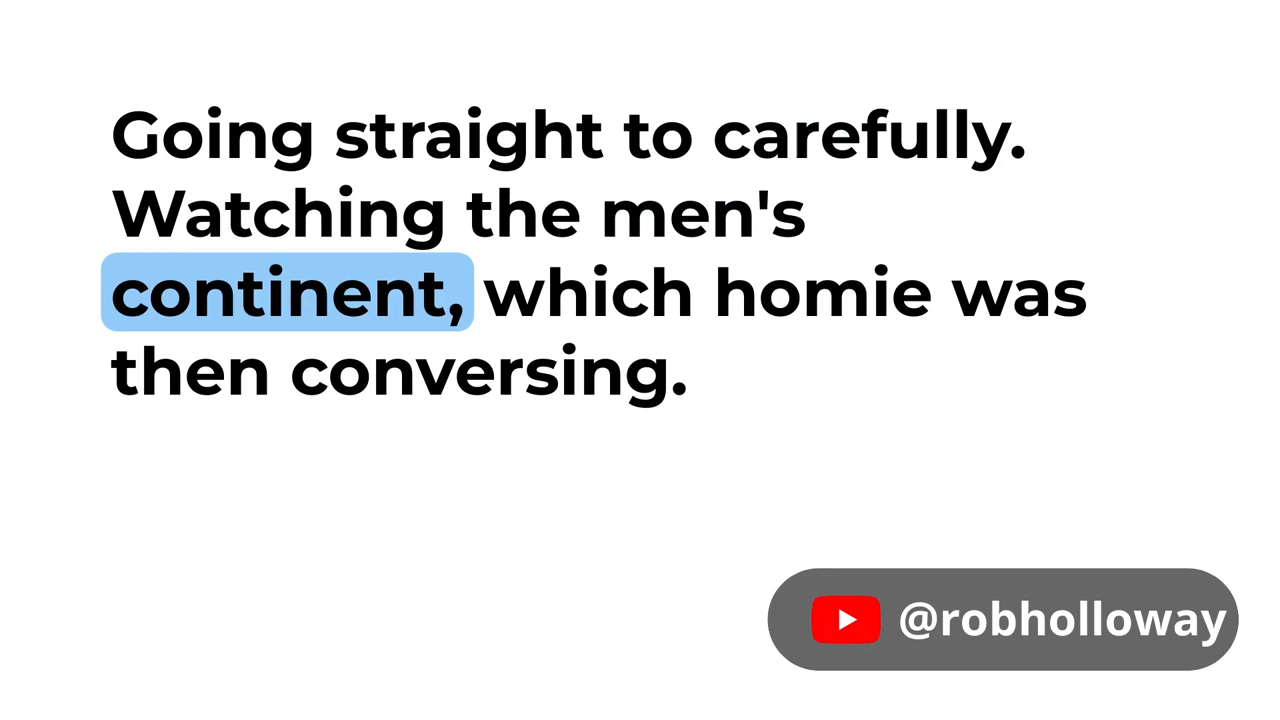 Going straight to carefully.
Watching the men's
continent, which homie was
then conversing.
@robholloway